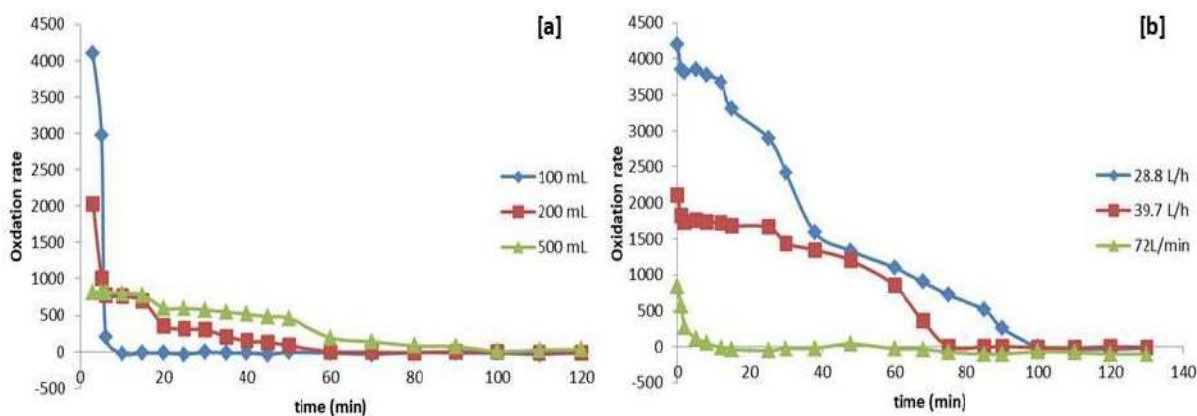 [a]
4500
4000
3500
3000
2500
2000
1500
1000
500
0
-500
Oxdation rate
0 20 40 60 80 100 120
time (min)
100 mL
200 mL
500 mL
[b]
4500
4000
3500
3000
2500
2000
1500
1000
500
0
-500
Oxidation rate
0 20 40 60 80 100 120 140
time (min)
28.8 L/h
39.7 L/h
72L/min